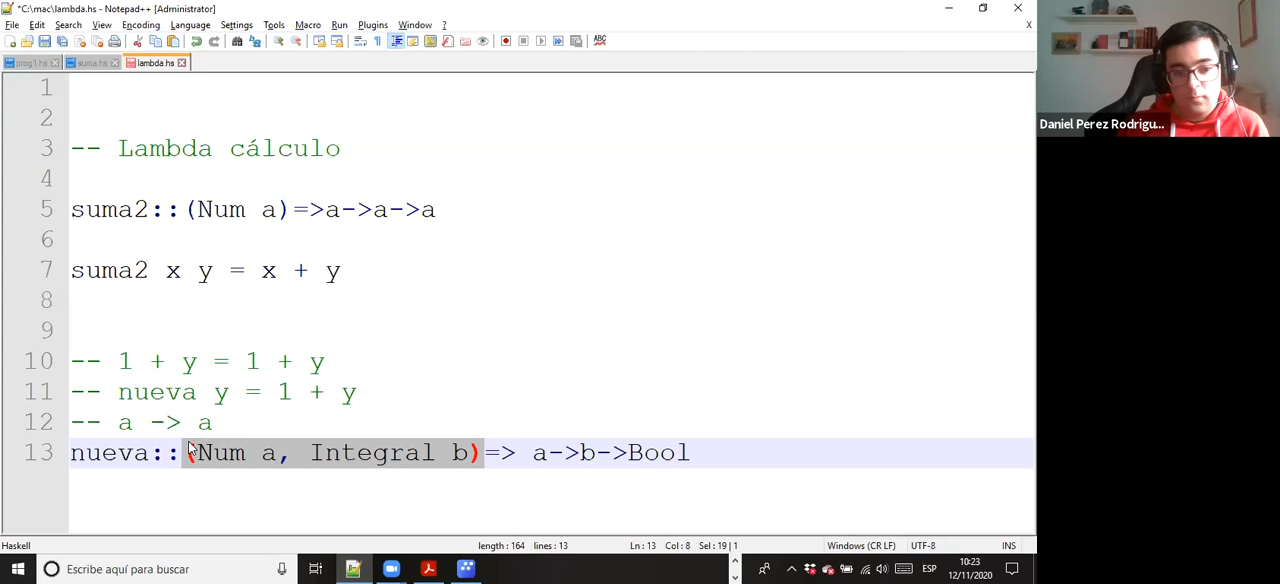 *C:\mac\lambda.hs - Notepad++ [Administrator]
File Edit Search View Encoding Language Settings Tools Macro Run Plugins Window ?
X
prog1.hs suma.hs lambda.hs
1
2
3 -- Lambda cálculo
4
5 suma2::(Num a)=>a->a->a
6
7 suma2 x y = x + y
8
9
10 -- 1 + y = 1 + y
11 -- nueva y = 1 + y
12 -- a -> a
13 nueva::(Num a, Integral b)=> a->b->Bool
Daniel Perez Rodrigu...
Haskell length : 164 lines : 13 Ln : 13 Col : 8 Sel : 19 | 1 Windows (CR LF) UTF-8 INS
Escribe aquí para buscar ESP 10:23
12/11/2020